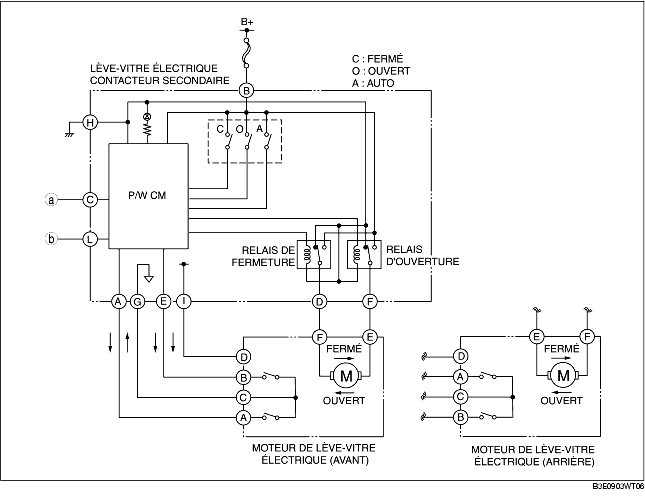 B+
LÈVE-VITRE ÉLECTRIQUE
CONTACTEUR SECONDAIRE
C : FERMÉ
O : OUVERT
A : AUTO
B
H
C O A
P/W CM
a
C
b
L
RELAIS DE
FERMETURE
RELAIS
D'OUVERTURE
A G E I D F
F E
D
FERMÉ
B
M
C
OUVERT
A
MOTEUR DE LÈVE-VITRE
ÉLECTRIQUE (AVANT)
E F
D
FERMÉ
A
M
C
OUVERT
B
MOTEUR DE LÈVE-VITRE
ÉLECTRIQUE (ARRIÈRE)
B3E0903WT06